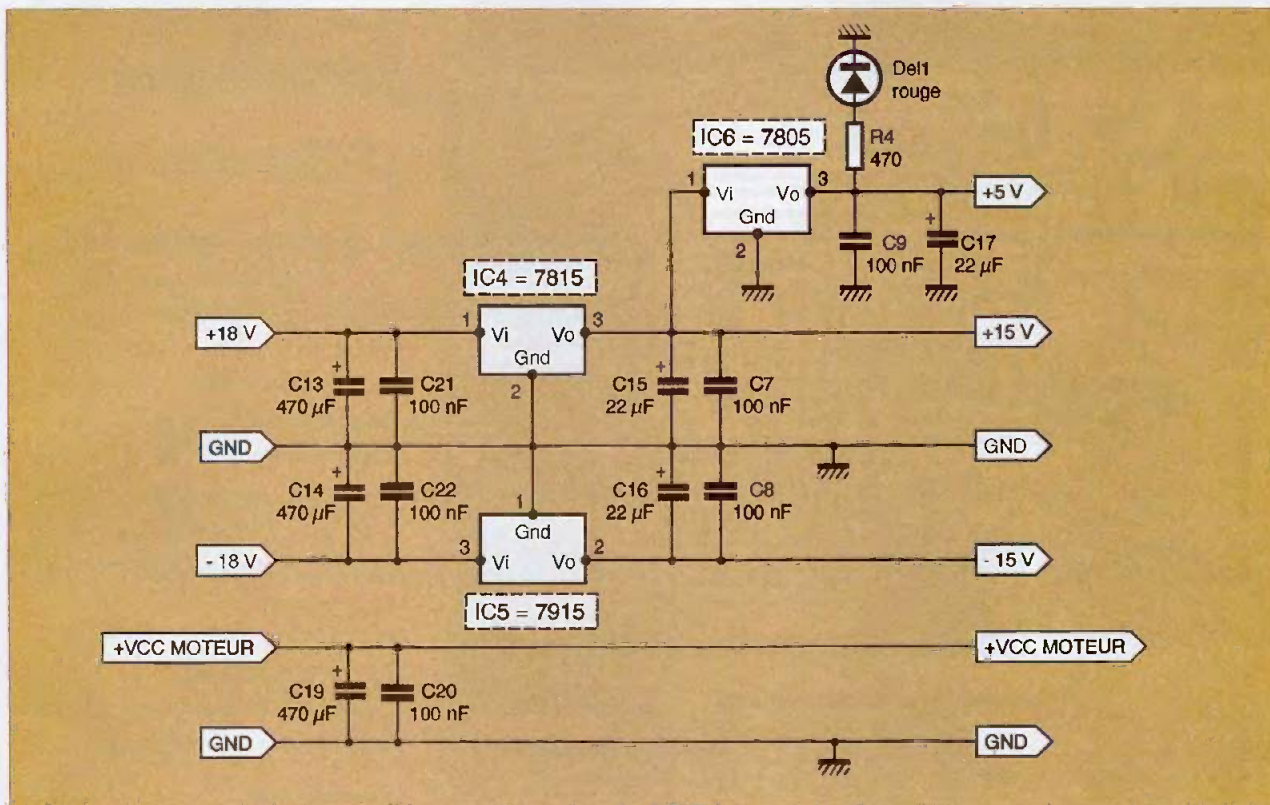 Del1
rouge
R4
470
IC6 = 7805
1 Vi Vo 3
Gnd
2
+5 V
C9
100 nF
+
C17
22 µF
IC4 = 7815
+18 V
1 Vi Vo 3
Gnd
2
+15 V
+
C13
470 µF
C21
100 nF
+
C15
22 µF
C7
100 nF
GND
GND
+
C14
470 µF
C22
100 nF
1
Gnd
+
C16
22 µF
C8
100 nF
- 18 V
3 Vi Vo 2
- 15 V
IC5 = 7915
+VCC MOTEUR
+VCC MOTEUR
+
C19
470 µF
C20
100 nF
GND
GND